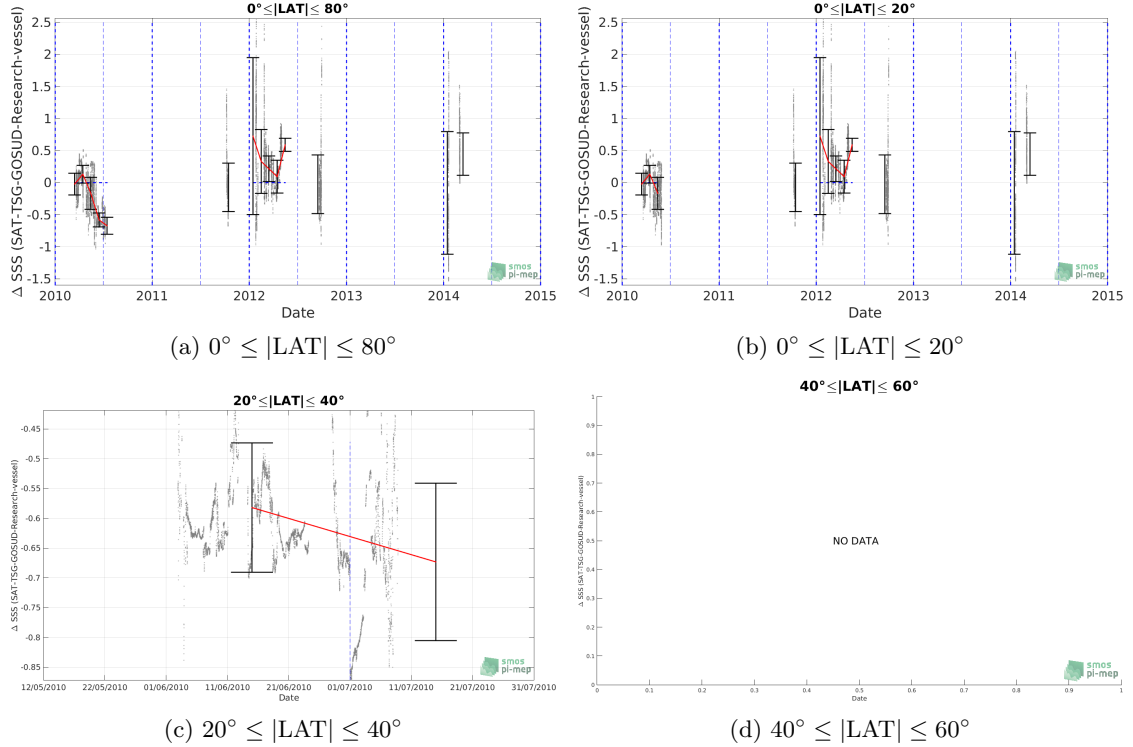 0°≤|LAT|≤ 80°
Δ SSS (SAT-TSG-GOSUD-Research-vessel)
2.5
2
1.5
1
0.5
0
-0.5
-1
-1.5
2010 2011 2012 2013 2014 2015
Date
smos
pi-mep
(a) 0° ≤ |LAT| ≤ 80°
0°≤|LAT|≤ 20°
Δ SSS (SAT-TSG-GOSUD-Research-vessel)
2.5
2
1.5
1
0.5
0
-0.5
-1
-1.5
2010 2011 2012 2013 2014 2015
Date
smos
pi-mep
(b) 0° ≤ |LAT| ≤ 20°
20°≤|LAT|≤ 40°
Δ SSS (SAT-TSG-GOSUD-Research-vessel)
-0.45
-0.5
-0.55
-0.6
-0.65
-0.7
-0.75
-0.8
-0.85
12/05/2010 22/05/2010 01/06/2010 11/06/2010 21/06/2010 01/07/2010 11/07/2010 21/07/2010 31/07/2010
Date
smos
pi-mep
(c) 20° ≤ |LAT| ≤ 40°
40°≤|LAT|≤ 60°
Δ SSS (SAT-TSG-GOSUD-Research-vessel)
1
0.9
0.8
0.7
0.6
0.5
0.4
0.3
0.2
0.1
0
NO DATA
0 0.1 0.2 0.3 0.4 0.5 0.6 0.7 0.8 0.9 1
Date
smos
pi-mep
(d) 40° ≤ |LAT| ≤ 60°